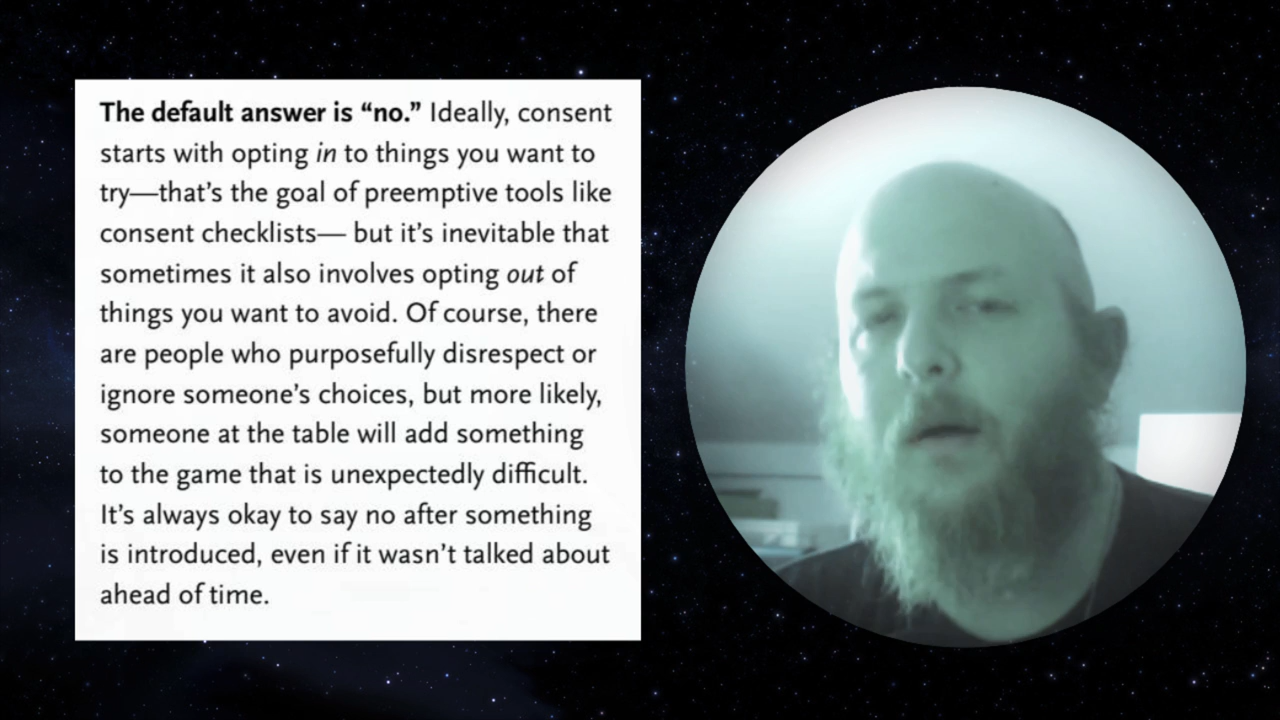 The default answer is “no.” Ideally, consent
starts with opting in to things you want to
try—that’s the goal of preemptive tools like
consent checklists— but it’s inevitable that
sometimes it also involves opting out of
things you want to avoid. Of course, there
are people who purposefully disrespect or
ignore someone’s choices, but more likely,
someone at the table will add something
to the game that is unexpectedly difficult.
It’s always okay to say no after something
is introduced, even if it wasn’t talked about
ahead of time.